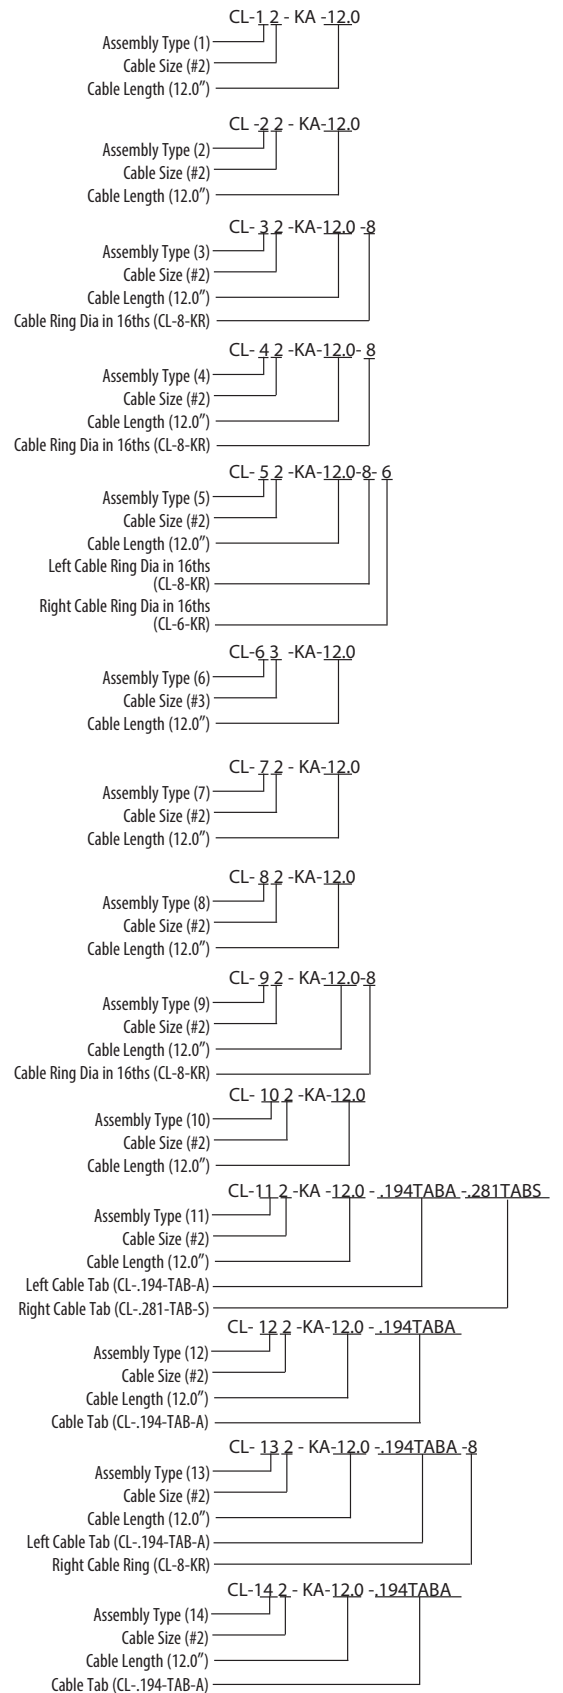 CL-1 2 - KA -12.0
Assembly Type (1)
Cable Size (#2)
Cable Length (12.0")
CL -2 2 - KA-12.0
Assembly Type (2)
Cable Size (#2)
Cable Length (12.0")
CL- 3 2 -KA-12.0 -8
Assembly Type (3)
Cable Size (#2)
Cable Length (12.0")
Cable Ring Dia in 16ths (CL-8-KR)
CL- 4 2 -KA-12.0- 8
Assembly Type (4)
Cable Size (#2)
Cable Length (12.0")
Cable Ring Dia in 16ths (CL-8-KR)
CL- 5 2 -KA-12.0-8- 6
Assembly Type (5)
Cable Size (#2)
Cable Length (12.0")
Left Cable Ring Dia in 16ths
(CL-8-KR)
Right Cable Ring Dia in 16ths
(CL-6-KR)
CL-6 3 -KA-12.0
Assembly Type (6)
Cable Size (#3)
Cable Length (12.0")
CL- 7 2 - KA-12.0
Assembly Type (7)
Cable Size (#2)
Cable Length (12.0")
CL- 8 2 -KA-12.0
Assembly Type (8)
Cable Size (#2)
Cable Length (12.0")
CL- 9 2 - KA-12.0-8
Assembly Type (9)
Cable Size (#2)
Cable Length (12.0")
Cable Ring Dia in 16ths (CL-8-KR)
CL- 10 2 -KA-12.0
Assembly Type (10)
Cable Size (#2)
Cable Length (12.0")
CL-11 2 -KA -12.0 - .194TABA -.281TABS
Assembly Type (11)
Cable Size (#2)
Cable Length (12.0")
Left Cable Tab (CL-.194-TAB-A)
Right Cable Tab (CL-.281-TAB-S)
CL- 12 2 -KA-12.0 - .194TABA
Assembly Type (12)
Cable Size (#2)
Cable Length (12.0")
Cable Tab (CL-.194-TAB-A)
CL- 13 2 - KA-12.0 -.194TABA -8
Assembly Type (13)
Cable Size (#2)
Cable Length (12.0")
Left Cable Tab (CL-.194-TAB-A)
Right Cable Ring (CL-8-KR)
CL-14 2 - KA-12.0 -.194TABA
Assembly Type (14)
Cable Size (#2)
Cable Length (12.0")
Cable Tab (CL-.194-TAB-A)